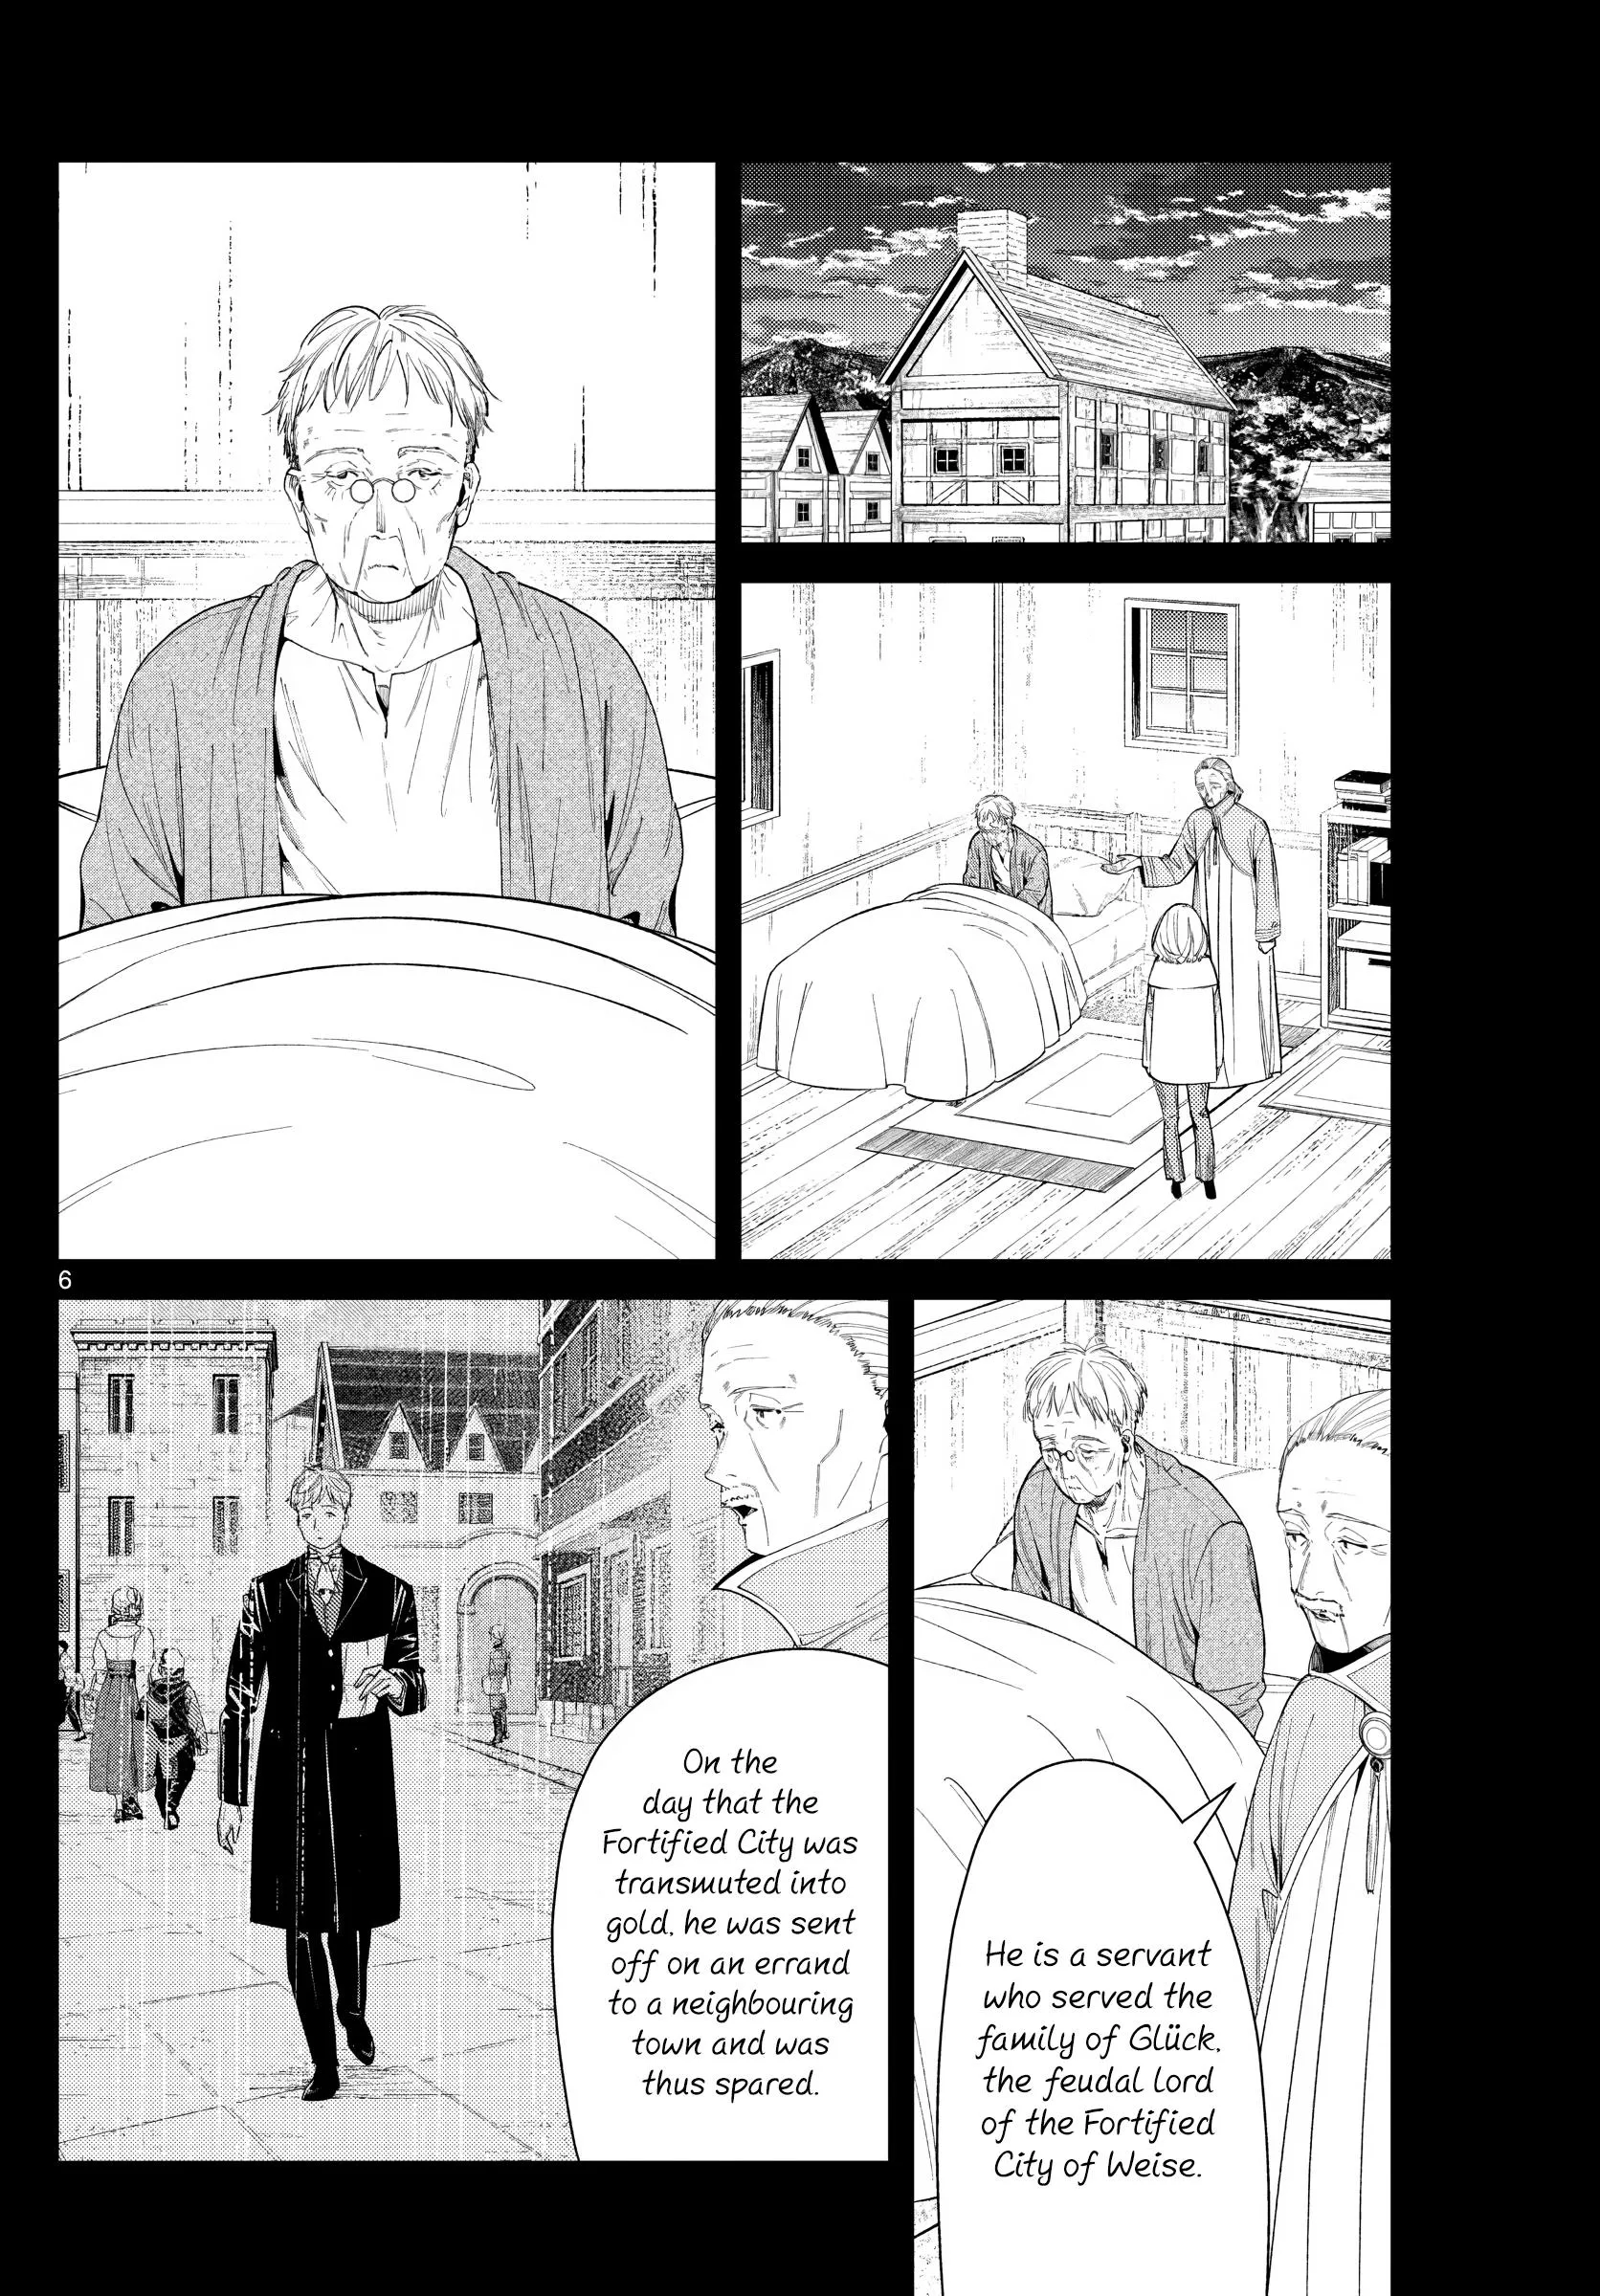 6
He is a servant
who served the
family of Glück,
the feudal lord
of the Fortified
City of Weise.
On the
day that the
Fortified City was
transmuted into
gold, he was sent
off on an errand
to a neighbouring
town and was
thus spared.